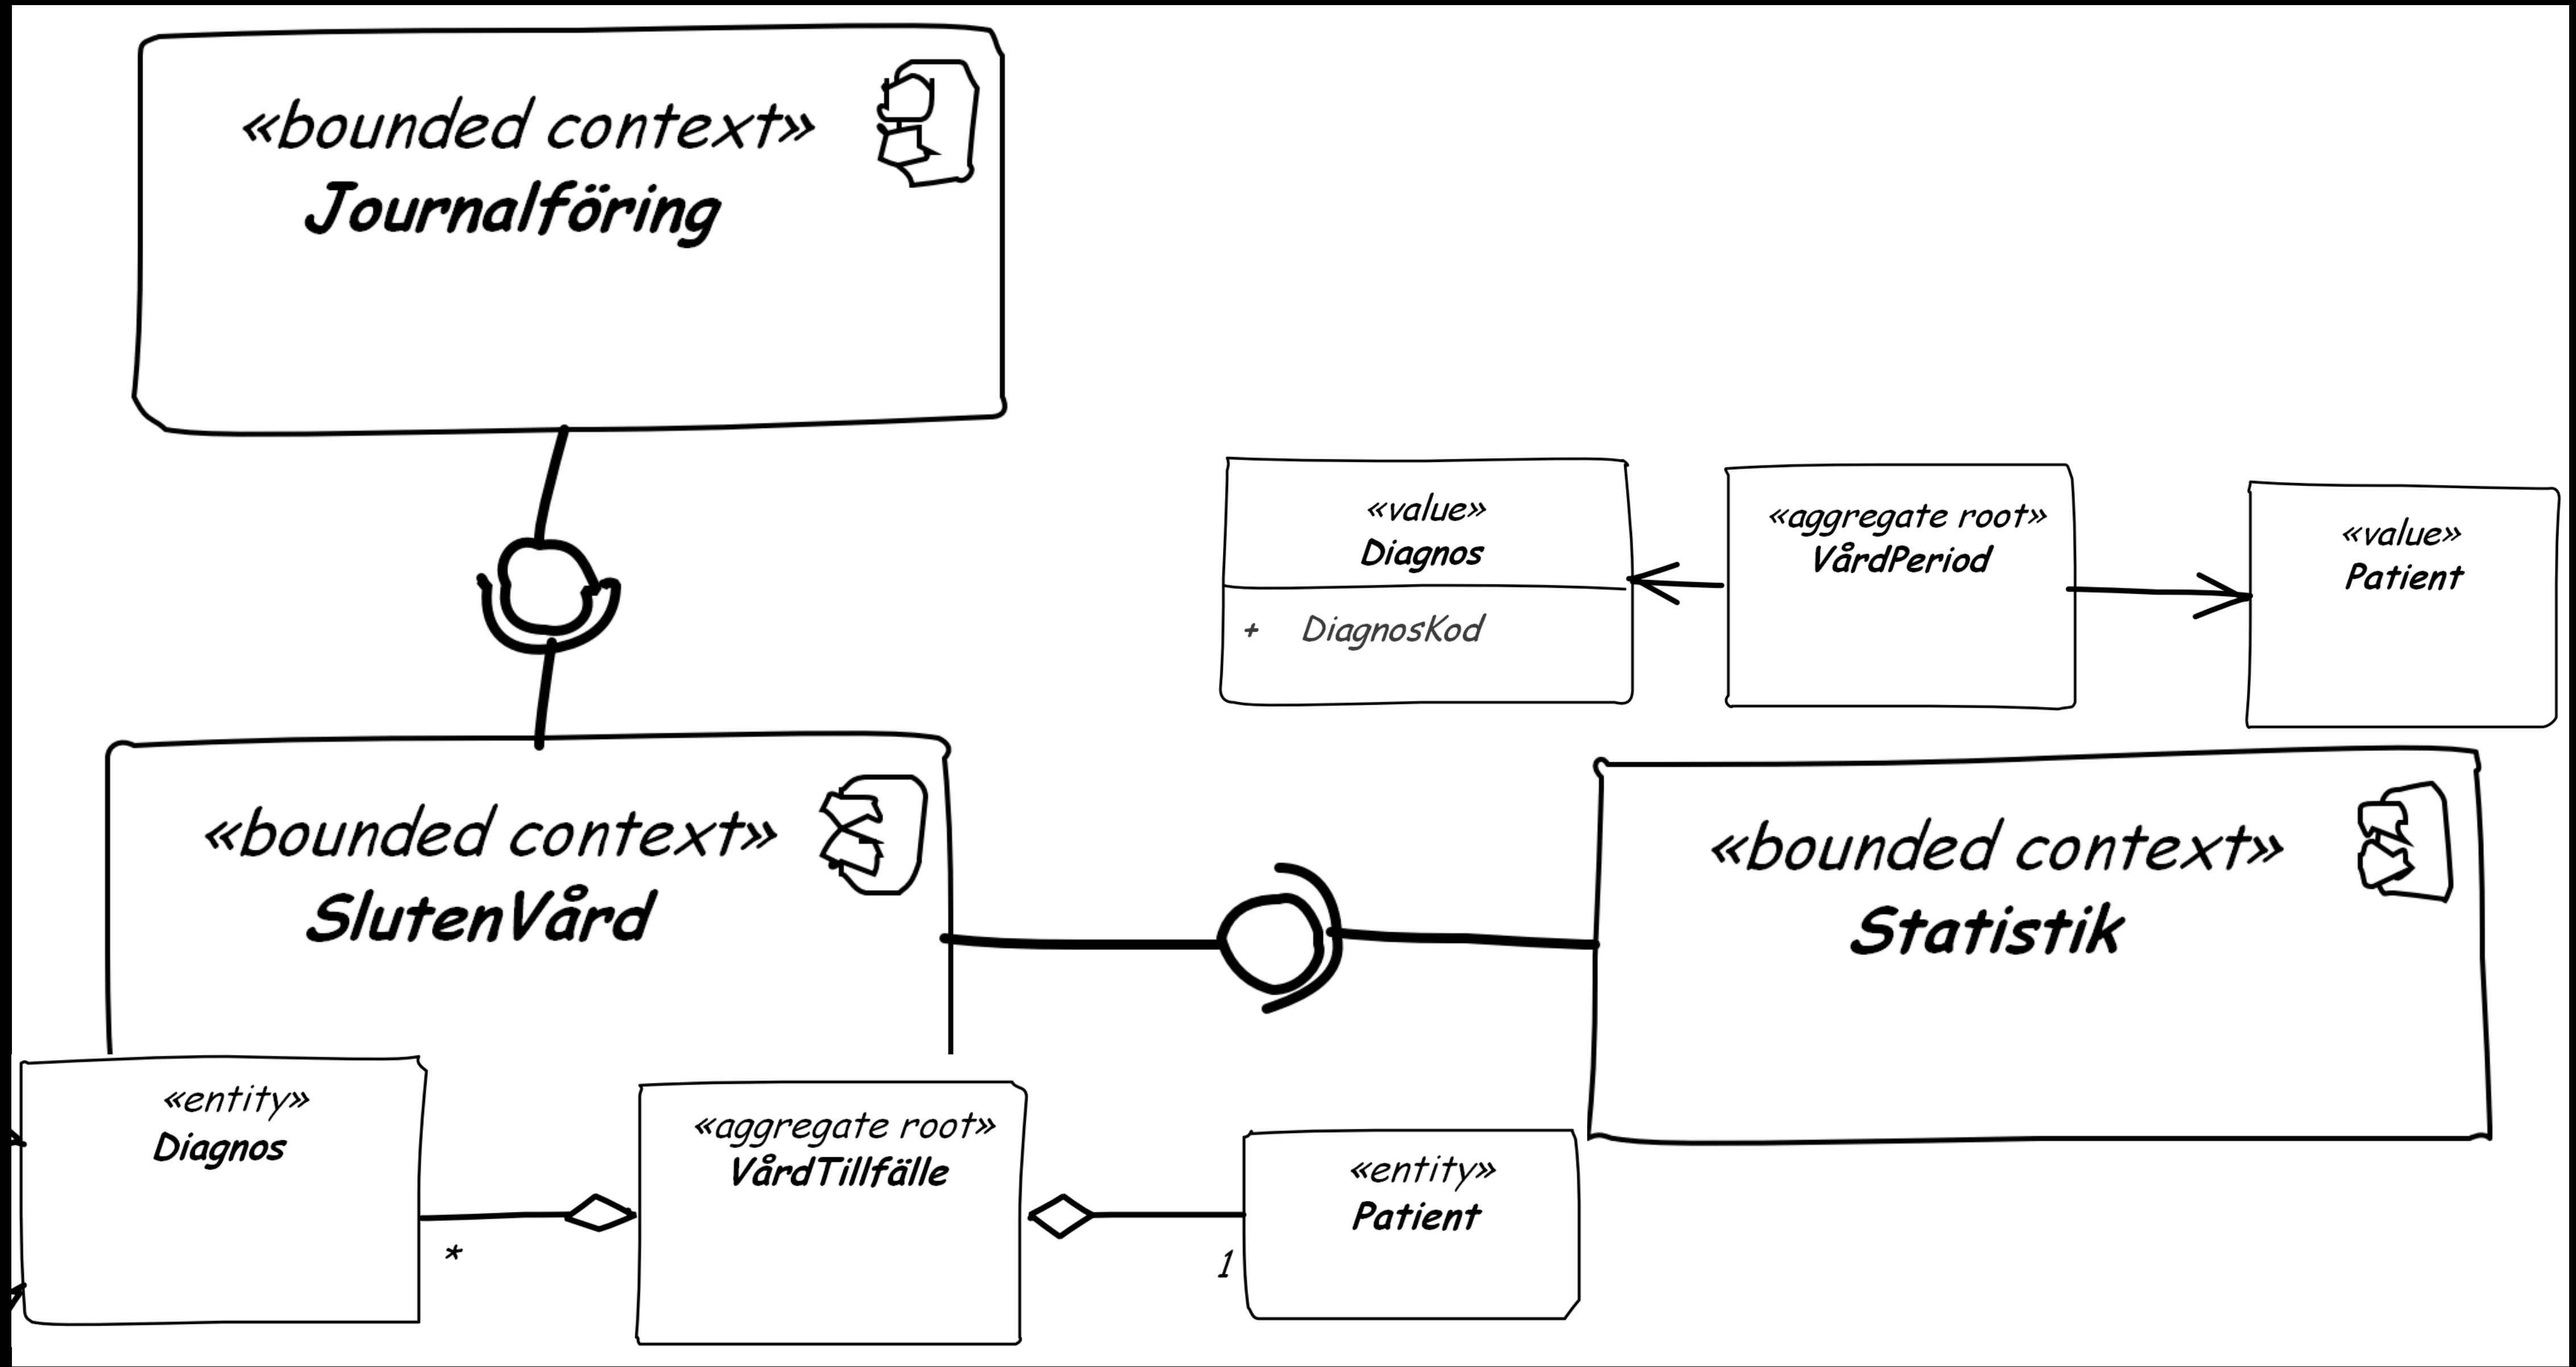 «bounded context»
Journalföring
«value»
Diagnos
+ DiagnosKod
«aggregate root»
VårdPeriod
«value»
Patient
«bounded context»
SlutenVård
«bounded context»
Statistik
«entity»
Diagnos
*
«aggregate root»
VårdTillfälle
1
«entity»
Patient